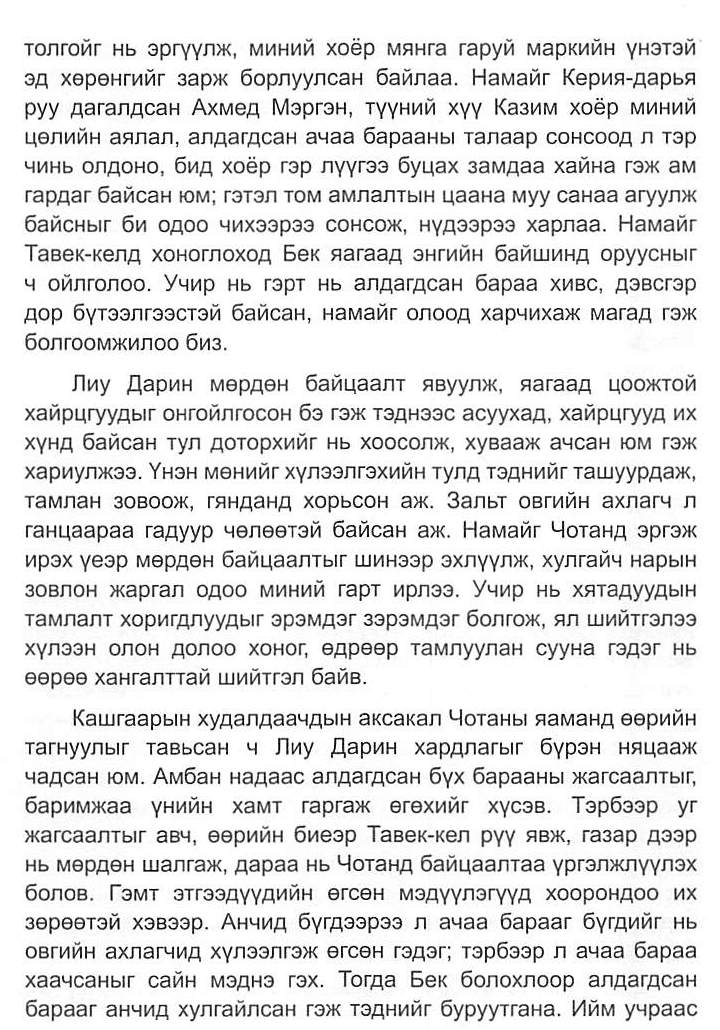 толгойг нь эргүүлж, миний хоёр мянга гаруй маркийн үнэтэй
эд хөрөнгийг зарж борлуулсан байлаа. Намайг Керия-дарья
руу дагалдсан Ахмед Мэргэн, түүний хүү Казим хоёр миний
цөлийн аялал, алдагдсан ачаа барааны талаар сонсоод л тэр
чинь олдоно, бид хоёр гэр лүүгээ буцах замдаа хайна гэж ам
гардаг байсан юм; гэтэл том амлалтын цаана муу санаа агуулж
байсныг би одоо чихээрээ сонсож, нүдээрээ харлаа. Намайг
Тавек-келд хоноглоход Бек яагаад энгийн байшинд оруусныг
ч ойлголоо. Учир нь гэрт нь алдагдсан бараа хивс, дэвсгэр
дор бүтээлгээстэй байсан, намайг олоод харчихаж магад гэж
болгоомжилоо биз.
Лиу Дарин мөрдөн байцаалт явуулж, яагаад цоожтой
хайрцгуудыг онгойлгосон бэ гэж тэднээс асуухад, хайрцгууд их
хүнд байсан тул доторхийг нь хоосолж, хувааж ачсан юм гэж
хариулжээ. Үнэн мөнийг хүлээлгэхийн тулд тэднийг ташуурдаж,
тамлан зовоож, гянданд хорьсон аж. Зальт овгийн ахлагч л
ганцаараа гадуур чөлөөтэй байсан аж. Намайг Чотанд эргэж
ирэх үеэр мөрдөн байцаалтыг шинээр эхлүүлж, хулгайч нарын
зовлон жаргал одоо миний гарт ирлээ. Учир нь хятадуудын
тамлалт хоригдлуудыг эрэмдэг зэрэмдэг болгож, ял шийтгэлээ
хүлээн олон долоо хоног, өдрөөр тамлуулан сууна гэдэг нь
өөрөө хангалттай шийтгэл байв.
Кашгаарын худалдаачдын аксакал Чотаны яаманд өөрийн
тагнуулыг тавьсан ч Лиу Дарин хардлагыг бүрэн няцааж
чадсан юм. Амбан надаас алдагдсан бүх барааны жагсаалтыг,
баримжаа үнийн хамт гаргаж өгөхийг хүсэв. Тэрбээр уг
жагсаалтыг авч, өөрийн биеэр Тавек-кел рүү явж, газар дээр
нь мөрдөн шалгаж, дараа нь Чотанд байцаалтаа үргэлжлүүлэх
болов. Гэмт этгээдүүдийн өгсөн мэдүүлэгүүд хоорондоо их
зөрөөтэй хэвээр. Анчид бүгдээрээ л ачаа барааг бүгдийг нь
овгийн ахлагчид хүлээлгэж өгсөн гэдэг; тэрбээр л ачаа бараа
хаачсаныг сайн мэднэ гэх. Тогда Бек болохлоор алдагдсан
барааг анчид хулгайлсан гэж тэднийг буруутгана. Ийм учраас